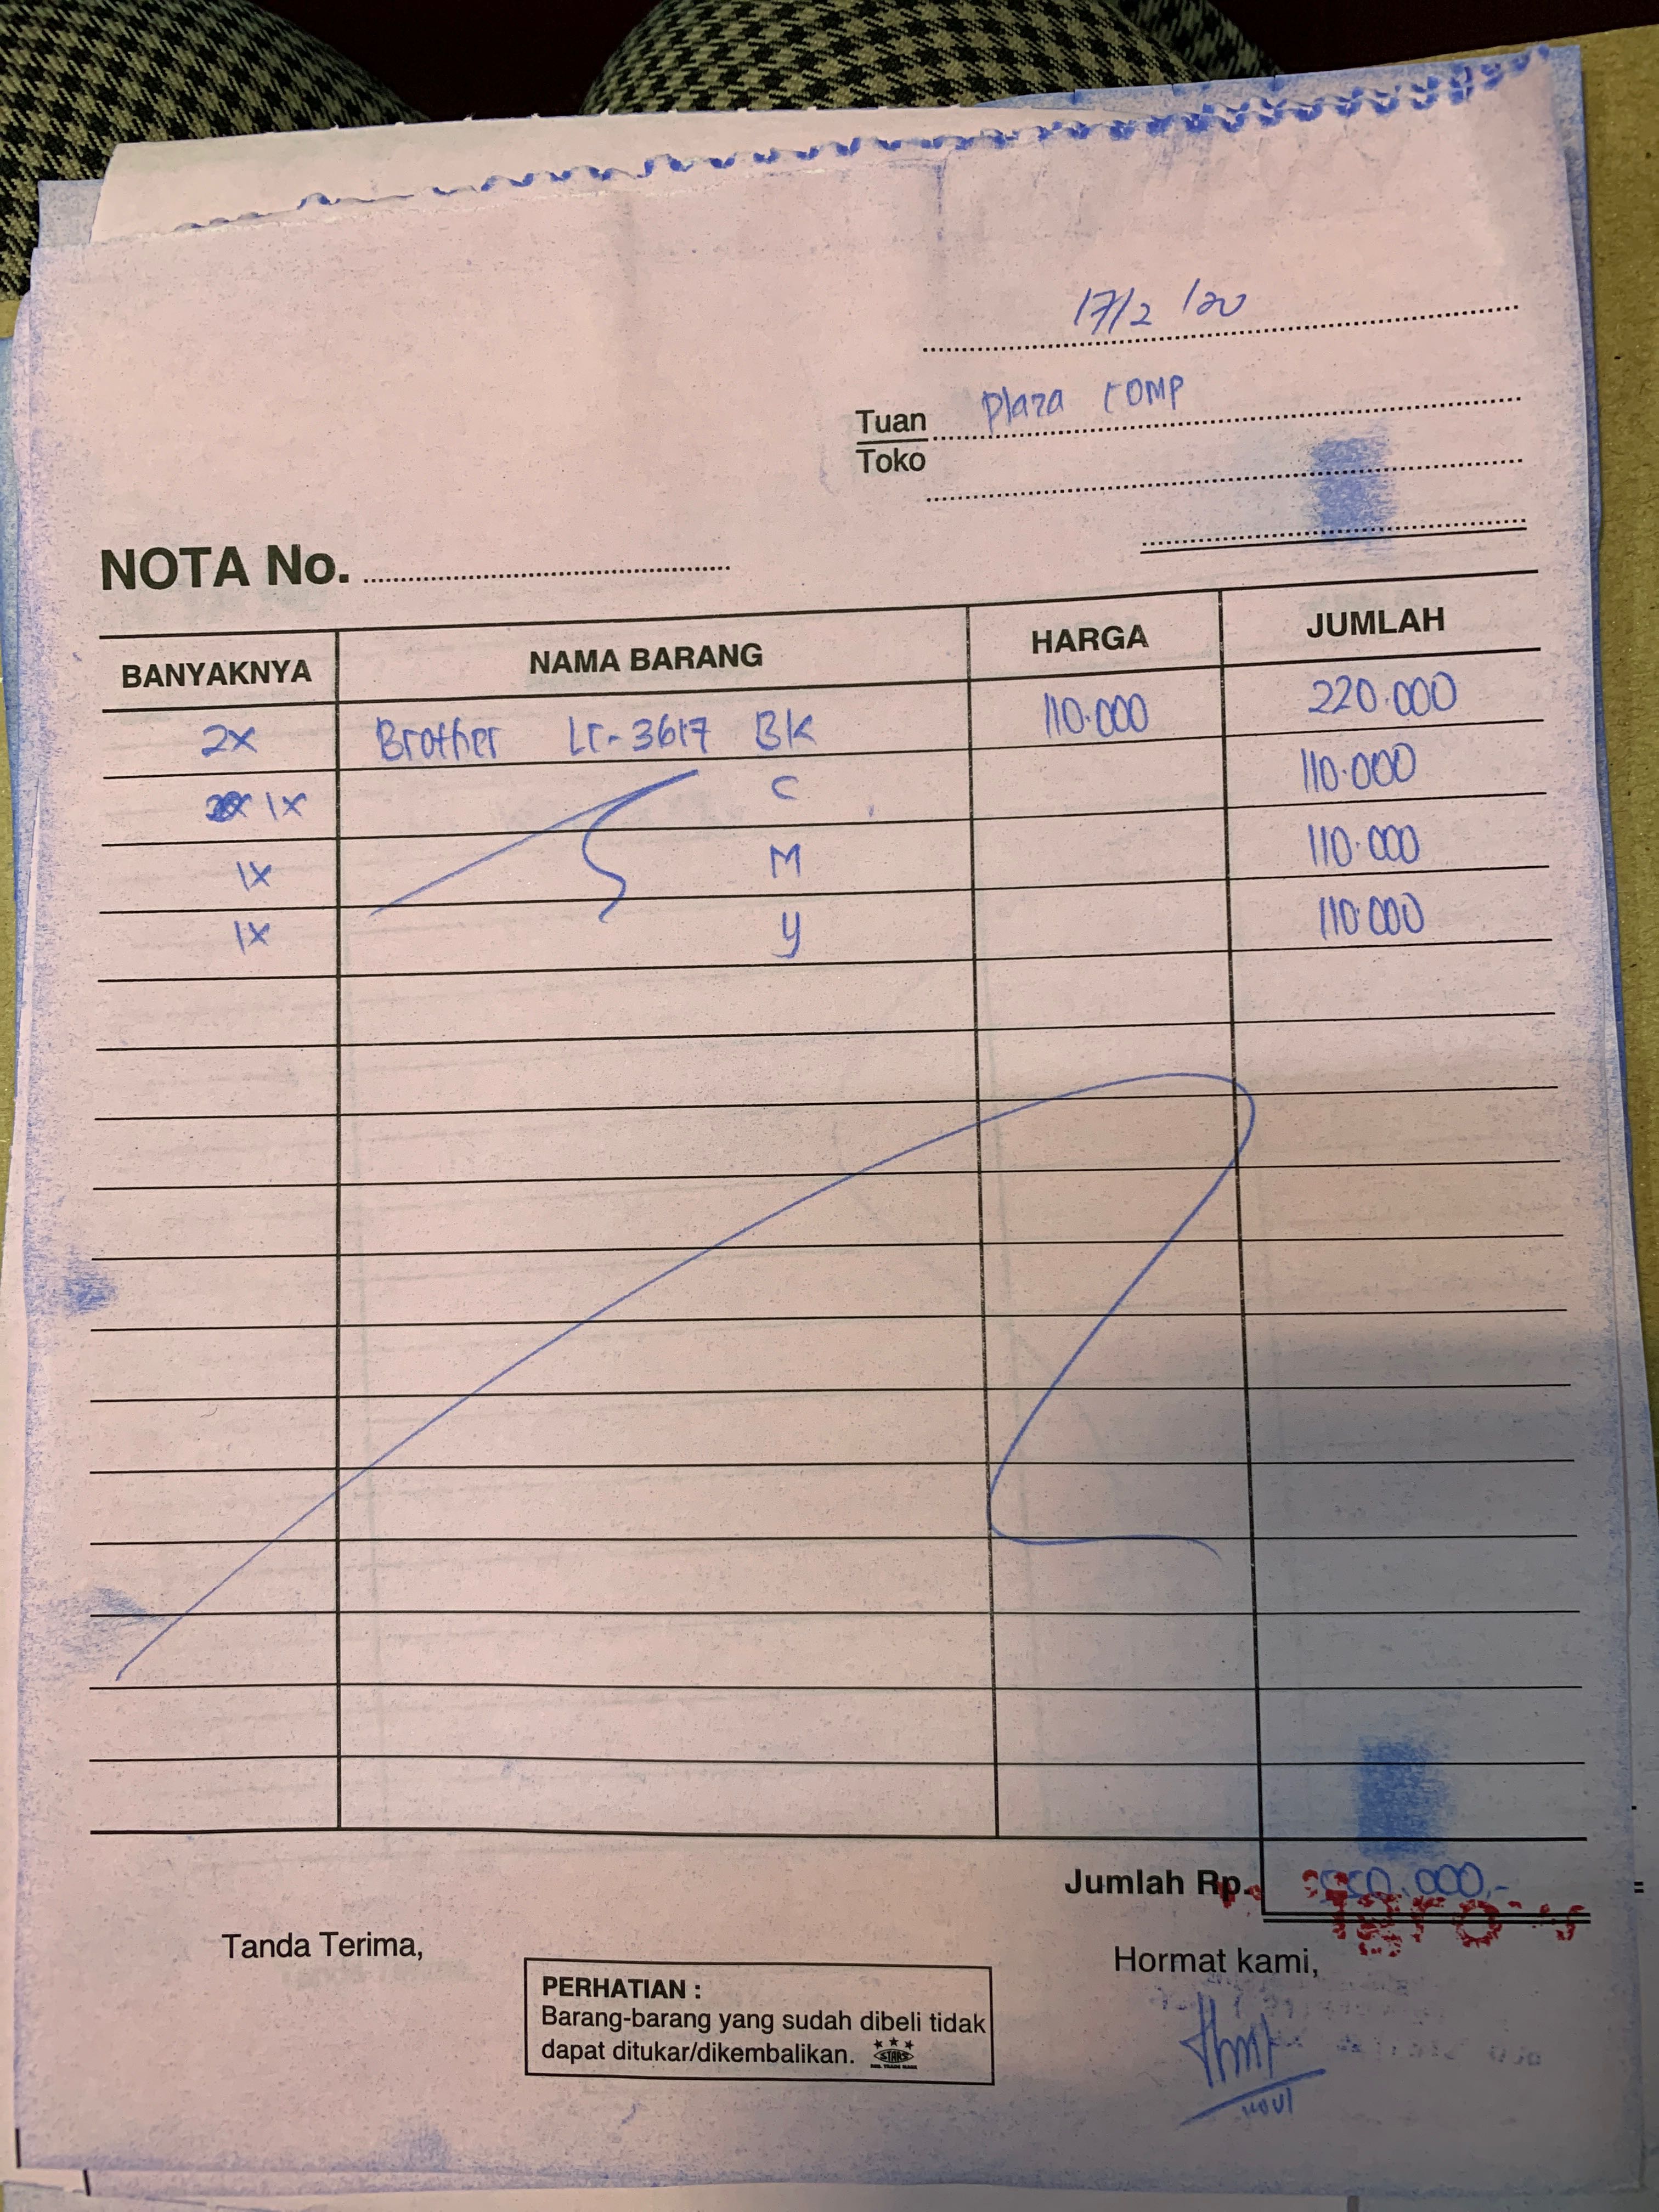 17/2 /20
Tuan Plaza comp
Toko
NOTA No.
BANYAKNYA NAMA BARANG HARGA JUMLAH
2x Brother LC-3617 BK 110.000 220.000
1x C 110.000
1x M 110.000
1x Y 110.000
Jumlah Rp. 550.000,-
Tanda Terima,
Hormat kami,
PERHATIAN :
Barang-barang yang sudah dibeli tidak
dapat ditukar/dikembalikan.
STARS